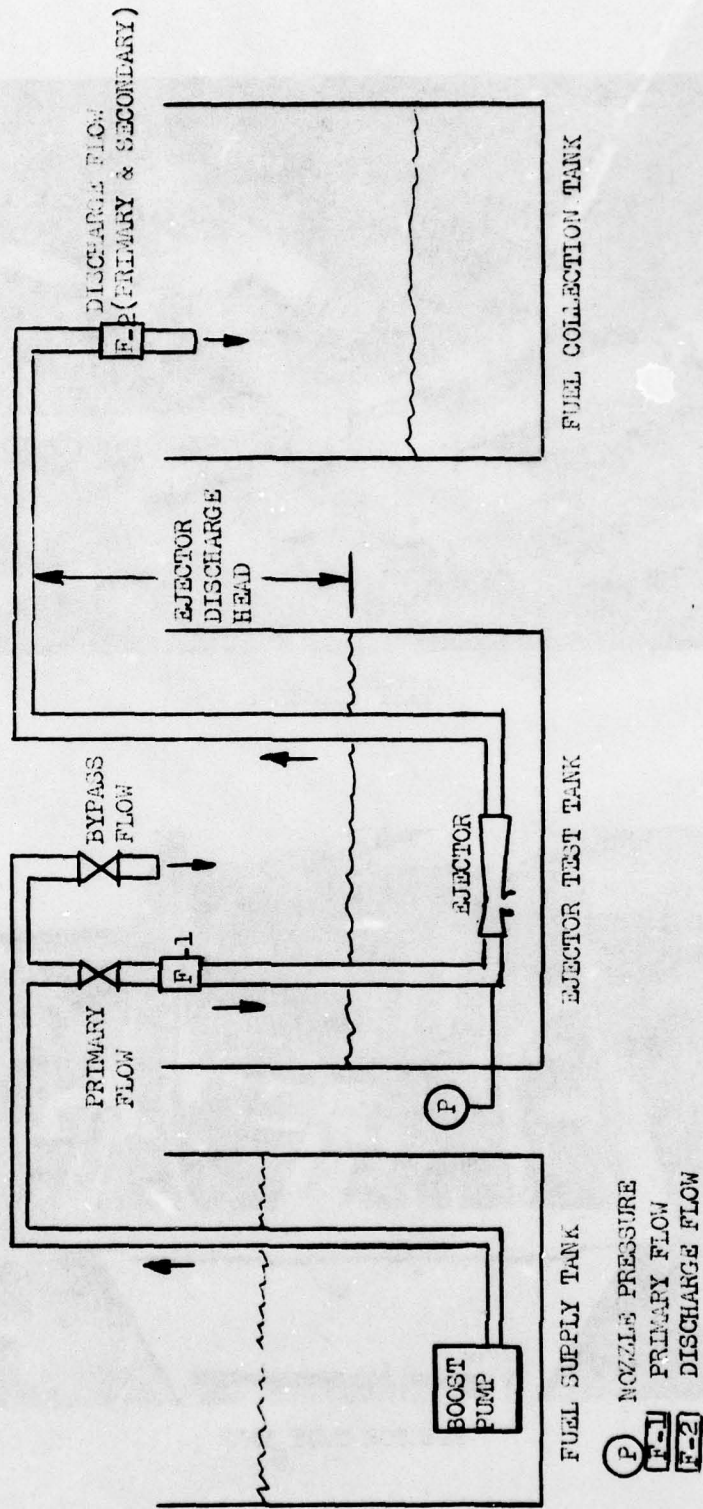 BOOST
PUMP
FUEL SUPPLY TANK
PRIMARY
FLOW
F-1
BYPASS
FLOW
P
EJECTOR
EJECTOR TEST TANK
EJECTOR
DISCHARGE
HEAD
DISCHARGE FLOW
(PRIMARY & SECONDARY)
F-2
FUEL COLLECTION TANK
P NOZZLE PRESSURE
F-1 PRIMARY FLOW
F-2 DISCHARGE FLOW